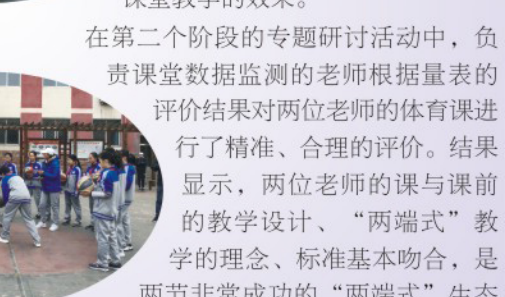 课堂教学的效果。
在第二个阶段的专题研讨活动中，负
责课堂数据监测的老师根据量表的
评价结果对两位老师的体育课进
行了精准、合理的评价。结果
显示，两位老师的课与课前
的教学设计、“两端式”教
学的理念、标准基本吻合，是
两节非常成功的“两端式”生态